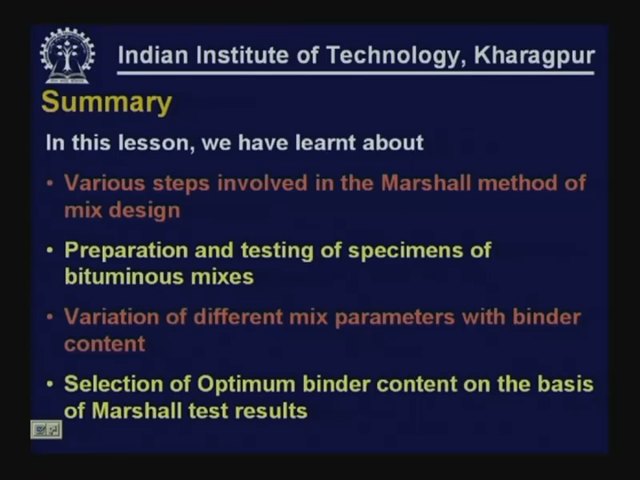 Indian Institute of Technology, Kharagpur
Summary
In this lesson, we have learnt about
• Various steps involved in the Marshall method of
mix design
• Preparation and testing of specimens of
bituminous mixes
• Variation of different mix parameters with binder
content
• Selection of Optimum binder content on the basis
of Marshall test results